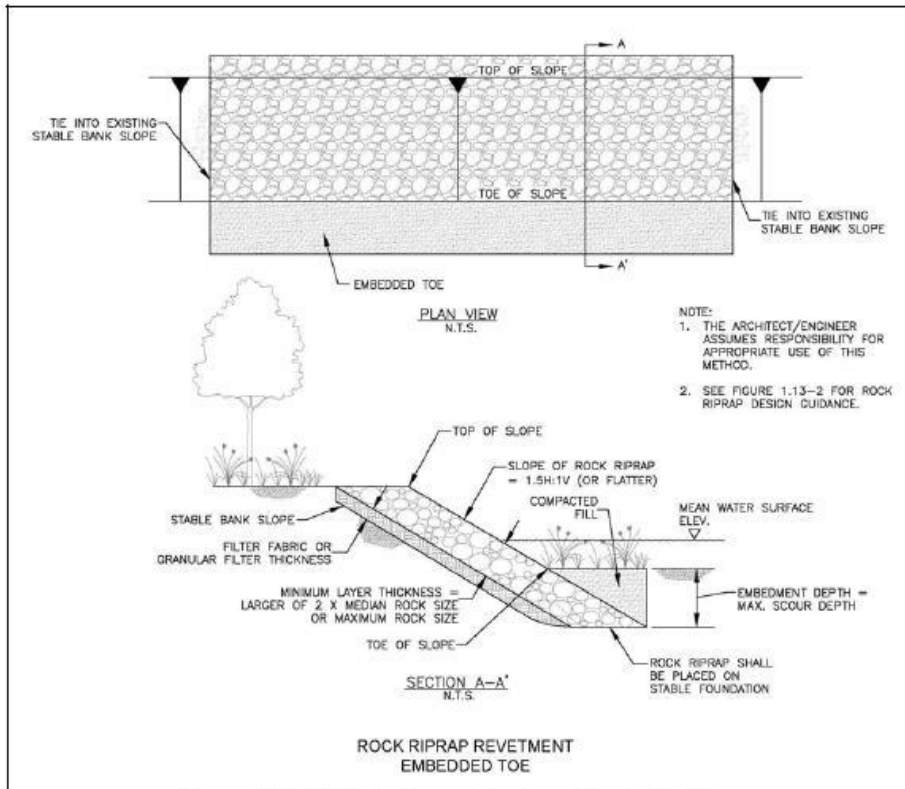 A
TOP OF SLOPE
TIE INTO EXISTING
STABLE BANK SLOPE
TOE OF SLOPE
TIE INTO EXISTING
STABLE BANK SLOPE
A'
EMBEDDED TOE
PLAN VIEW
N.T.S.
NOTE:
1. THE ARCHITECT/ENGINEER
ASSUMES RESPONSIBILITY FOR
APPROPRIATE USE OF THIS
METHOD.
2. SEE FIGURE 1.13-2 FOR ROCK
RIPRAP DESIGN GUIDANCE.
TOP OF SLOPE
SLOPE OF ROCK RIPRAP
= 1.5H:1V (OR FLATTER)
COMPACTED
FILL
MEAN WATER SURFACE
ELEV.
STABLE BANK SLOPE
FILTER FABRIC OR
GRANULAR FILTER THICKNESS
MINIMUM LAYER THICKNESS =
LARGER OF 2 X MEDIAN ROCK SIZE
OR MAXIMUM ROCK SIZE
EMBEDMENT DEPTH =
MAX. SCOUR DEPTH
TOE OF SLOPE
ROCK RIPRAP SHALL
BE PLACED ON
STABLE FOUNDATION
SECTION A-A'
N.T.S.
ROCK RIPRAP REVETMENT
EMBEDDED TOE